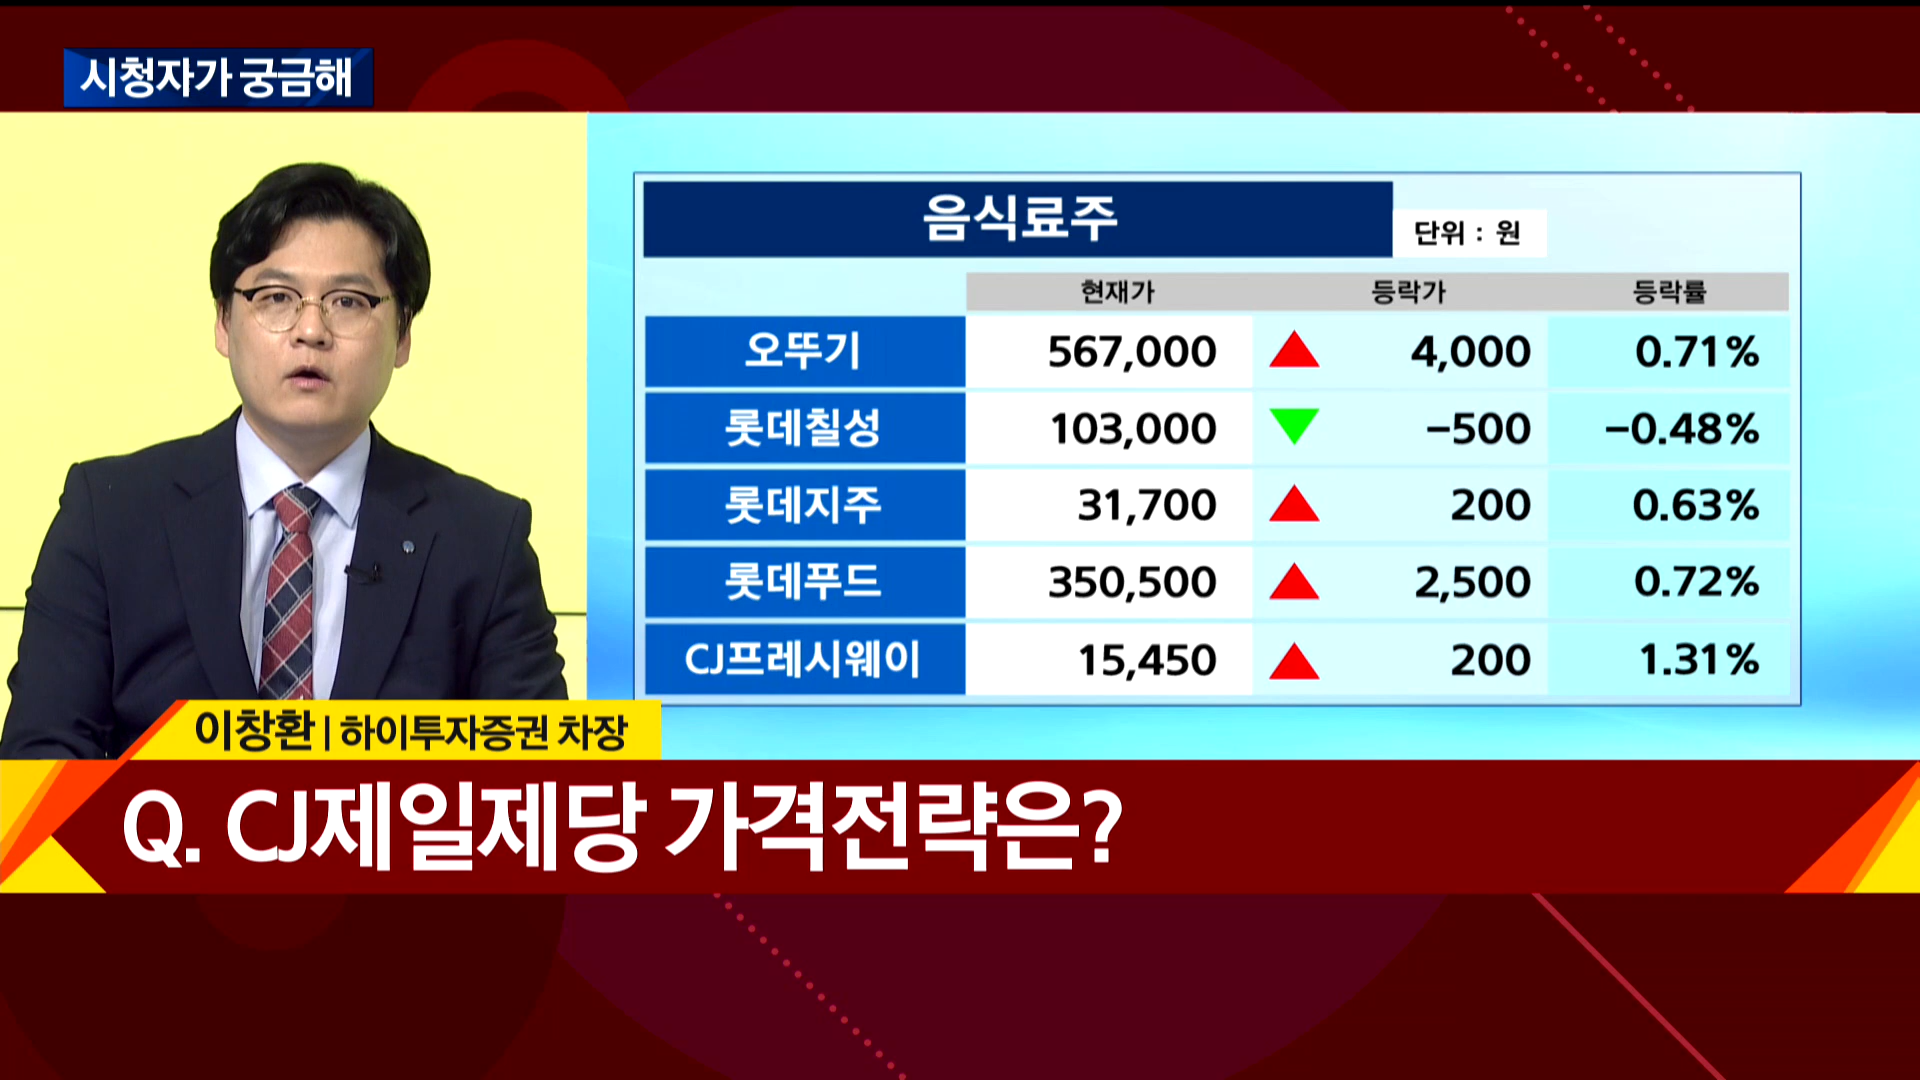 시청자가 궁금해
음식료주
단위 : 원
현재가 등락가 등락률
오뚜기 567,000 ▲ 4,000 0.71%
롯데칠성 103,000 ▼ -500 -0.48%
롯데지주 31,700 ▲ 200 0.63%
롯데푸드 350,500 ▲ 2,500 0.72%
CJ프레시웨이 15,450 ▲ 200 1.31%
이창환 | 하이투자증권 차장
Q. CJ제일제당 가격전략은?